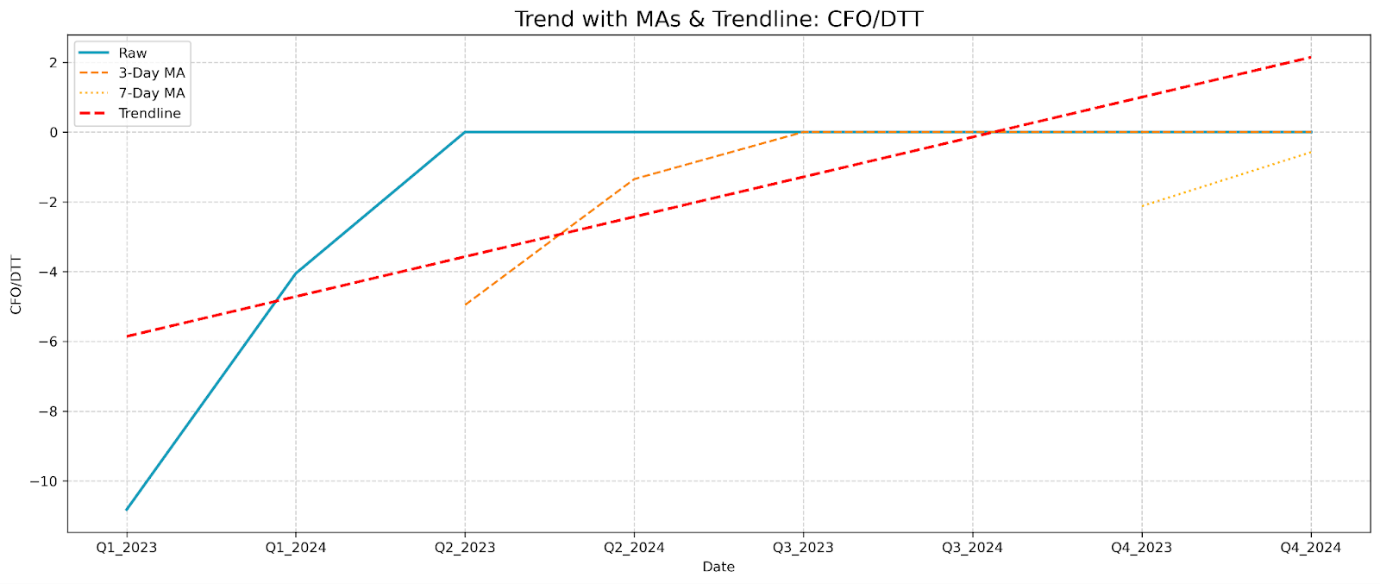 Trend with MAs & Trendline: CFO/DTT
Raw
3-Day MA
7-Day MA
Trendline
2
0
−2
−4
−6
−8
−10
CFO/DTT
Q1_2023 Q1_2024 Q2_2023 Q2_2024 Q3_2023 Q3_2024 Q4_2023 Q4_2024
Date